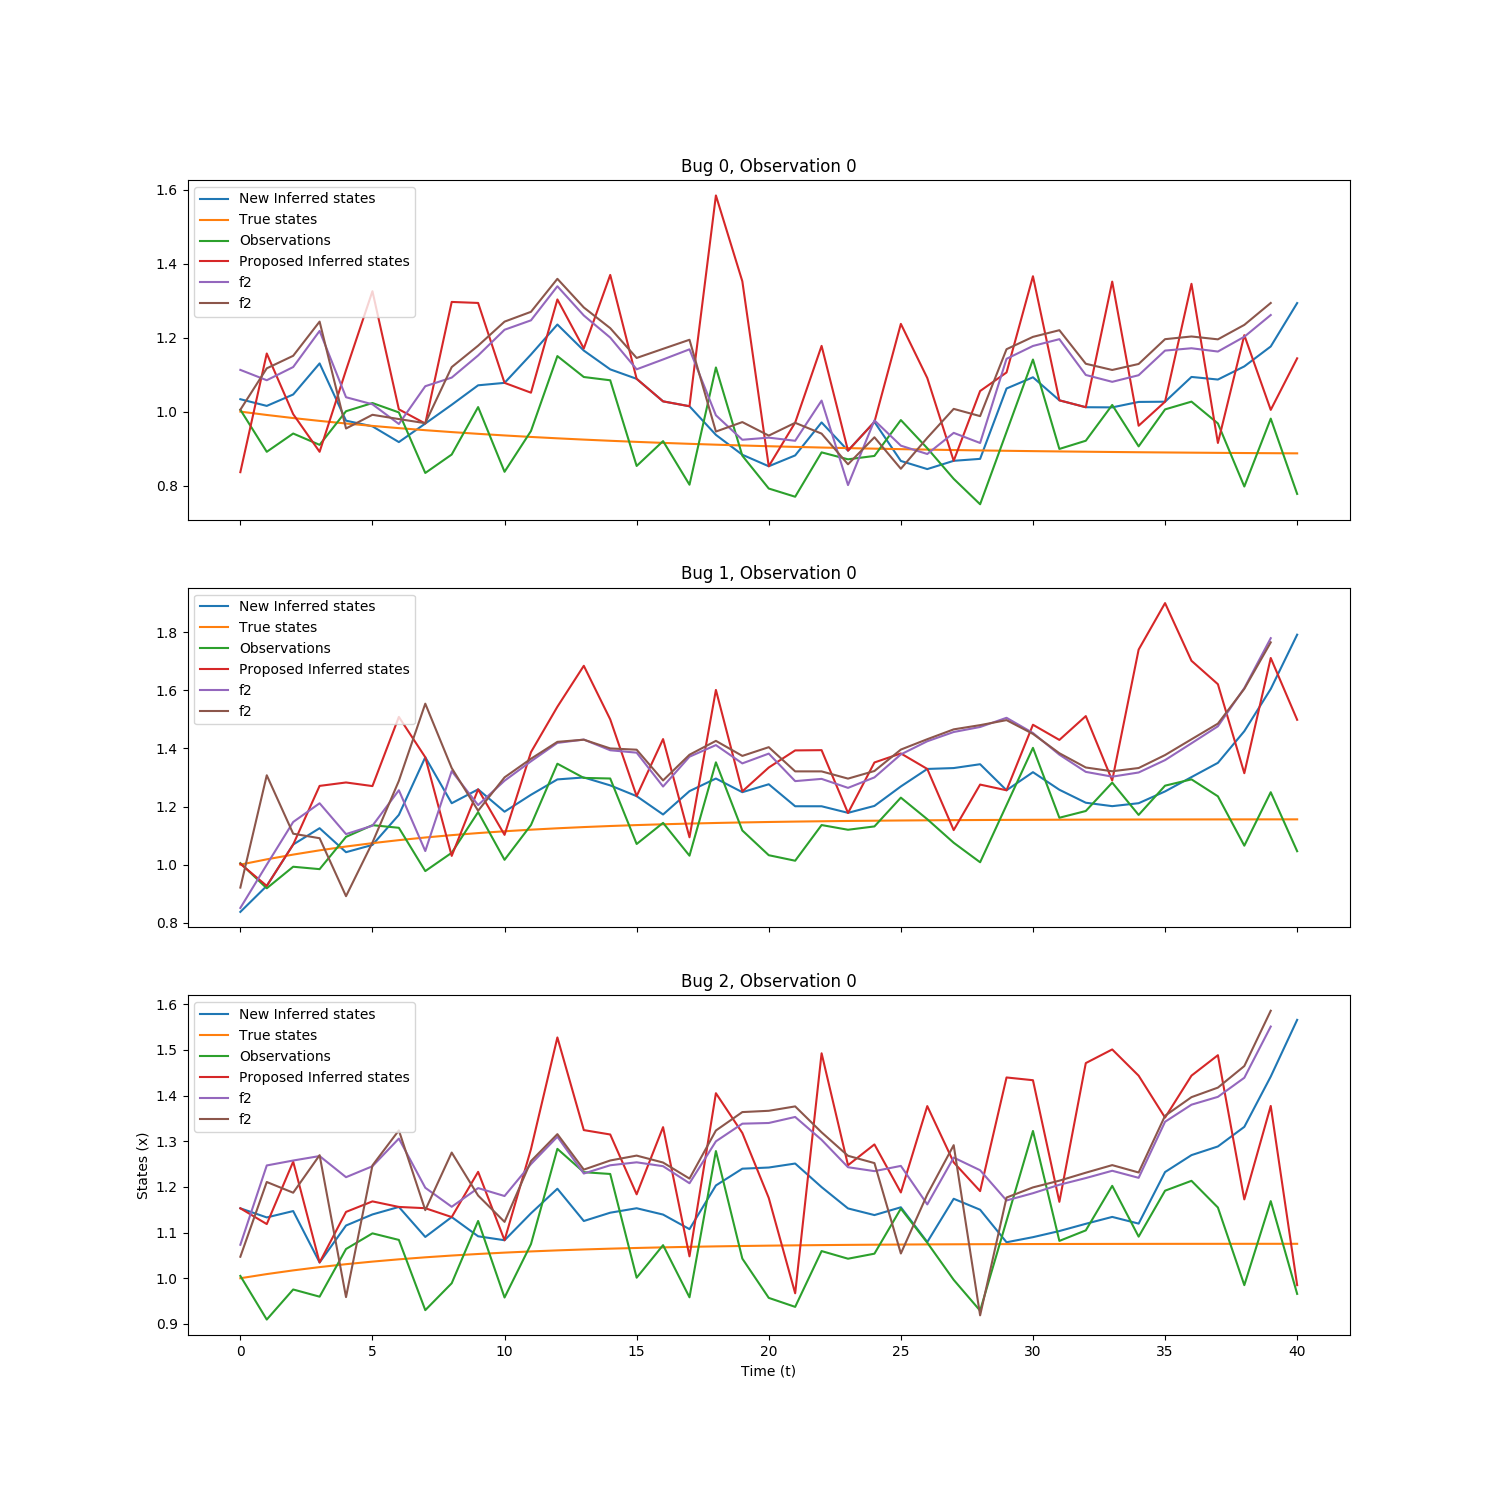 Bug 0, Observation 0
1.6
1.4
1.2
1.0
0.8
New Inferred states
True states
Observations
Proposed Inferred states
f2
f2
Bug 1, Observation 0
1.8
1.6
1.4
1.2
1.0
0.8
New Inferred states
True states
Observations
Proposed Inferred states
f2
f2
Bug 2, Observation 0
States (x)
1.6
1.5
1.4
1.3
1.2
1.1
1.0
0.9
New Inferred states
True states
Observations
Proposed Inferred states
f2
f2
0 5 10 15 20 25 30 35 40
Time (t)